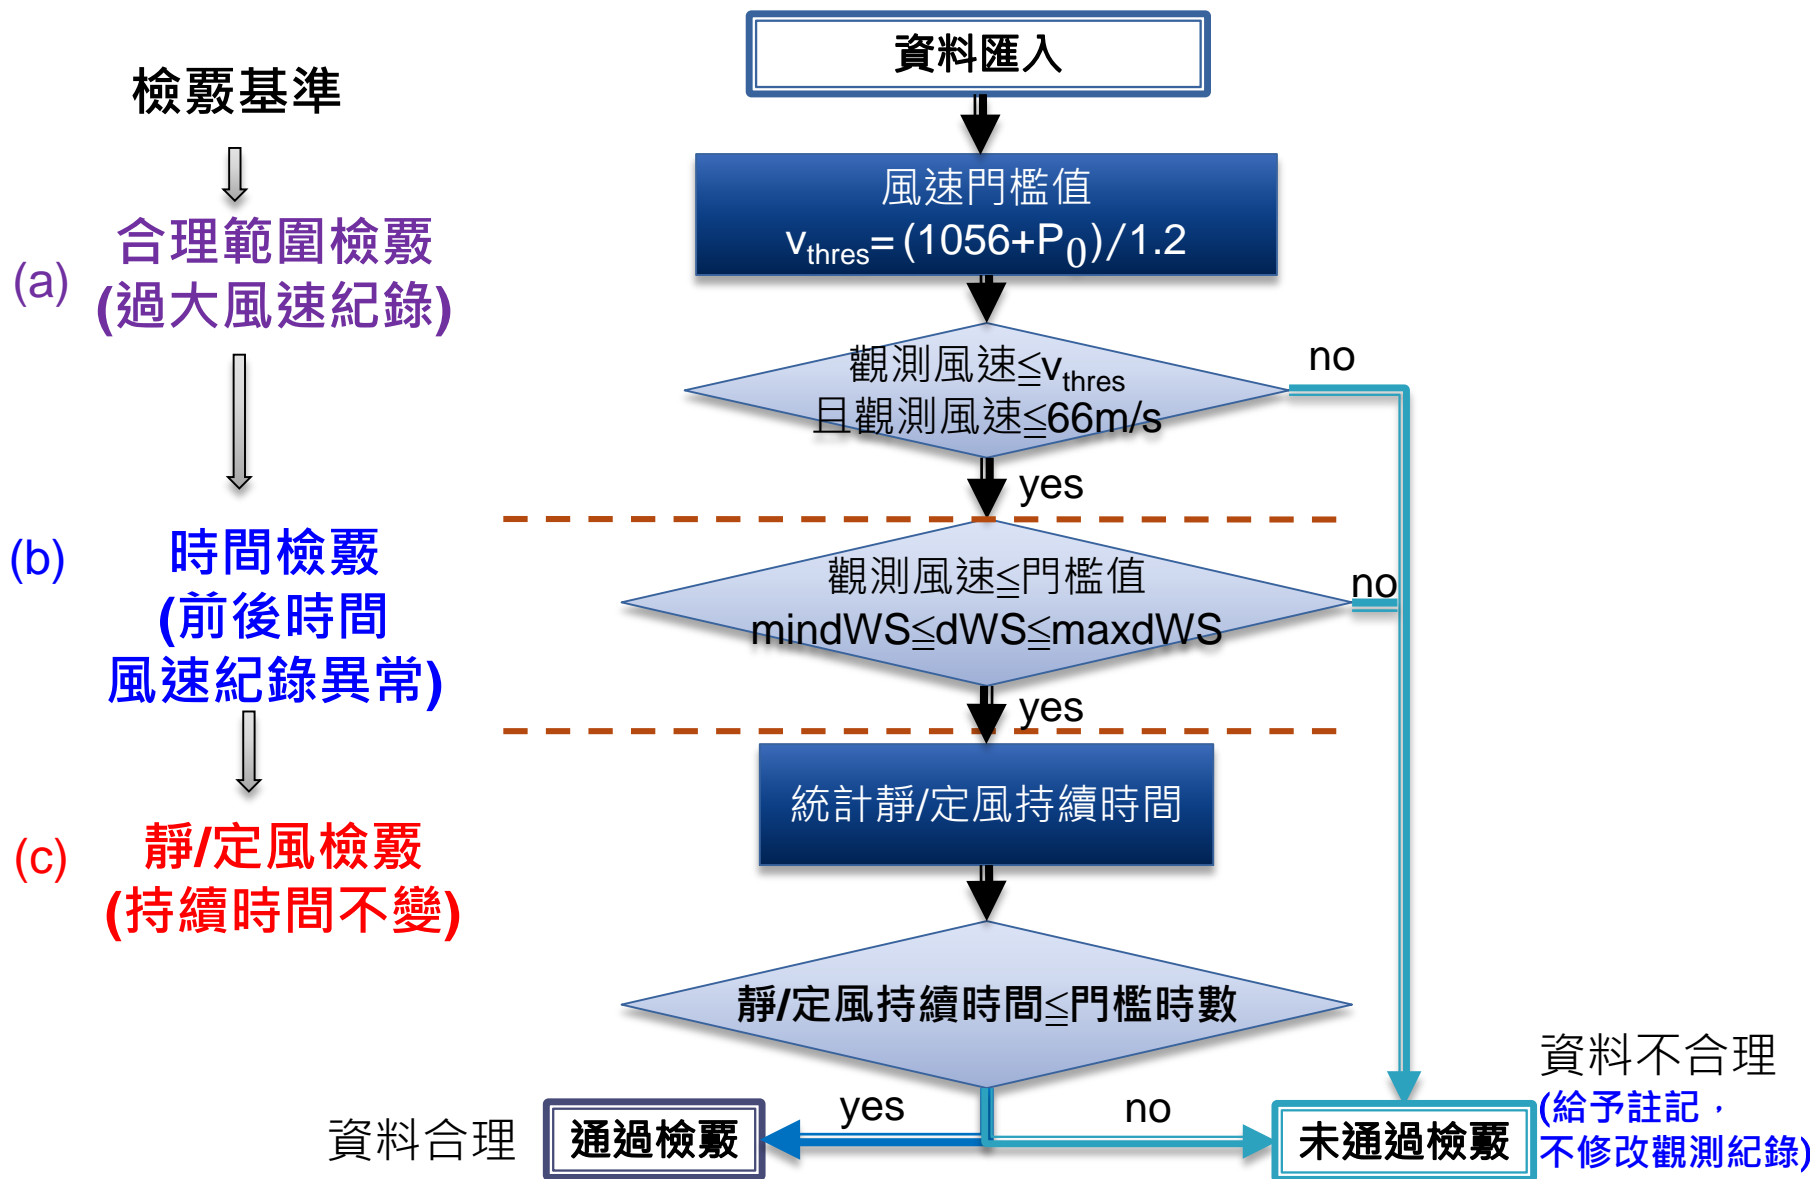 資料匯入
檢覈基準
風速門檻值
vthres=(1056+P0)/1.2
(a)
合理範圍檢覈
(過大風速紀錄)
觀測風速≦vthres
且觀測風速≦66m/s
no
yes
(b)
時間檢覈
(前後時間
風速紀錄異常)
觀測風速≦門檻值
mindWS≦dWS≦maxdWS
no
yes
統計靜/定風持續時間
(c)
靜/定風檢覈
(持續時間不變)
靜/定風持續時間≦門檻時數
yes
no
資料合理
通過檢覈
未通過檢覈
資料不合理
(給予註記，
不修改觀測紀錄)